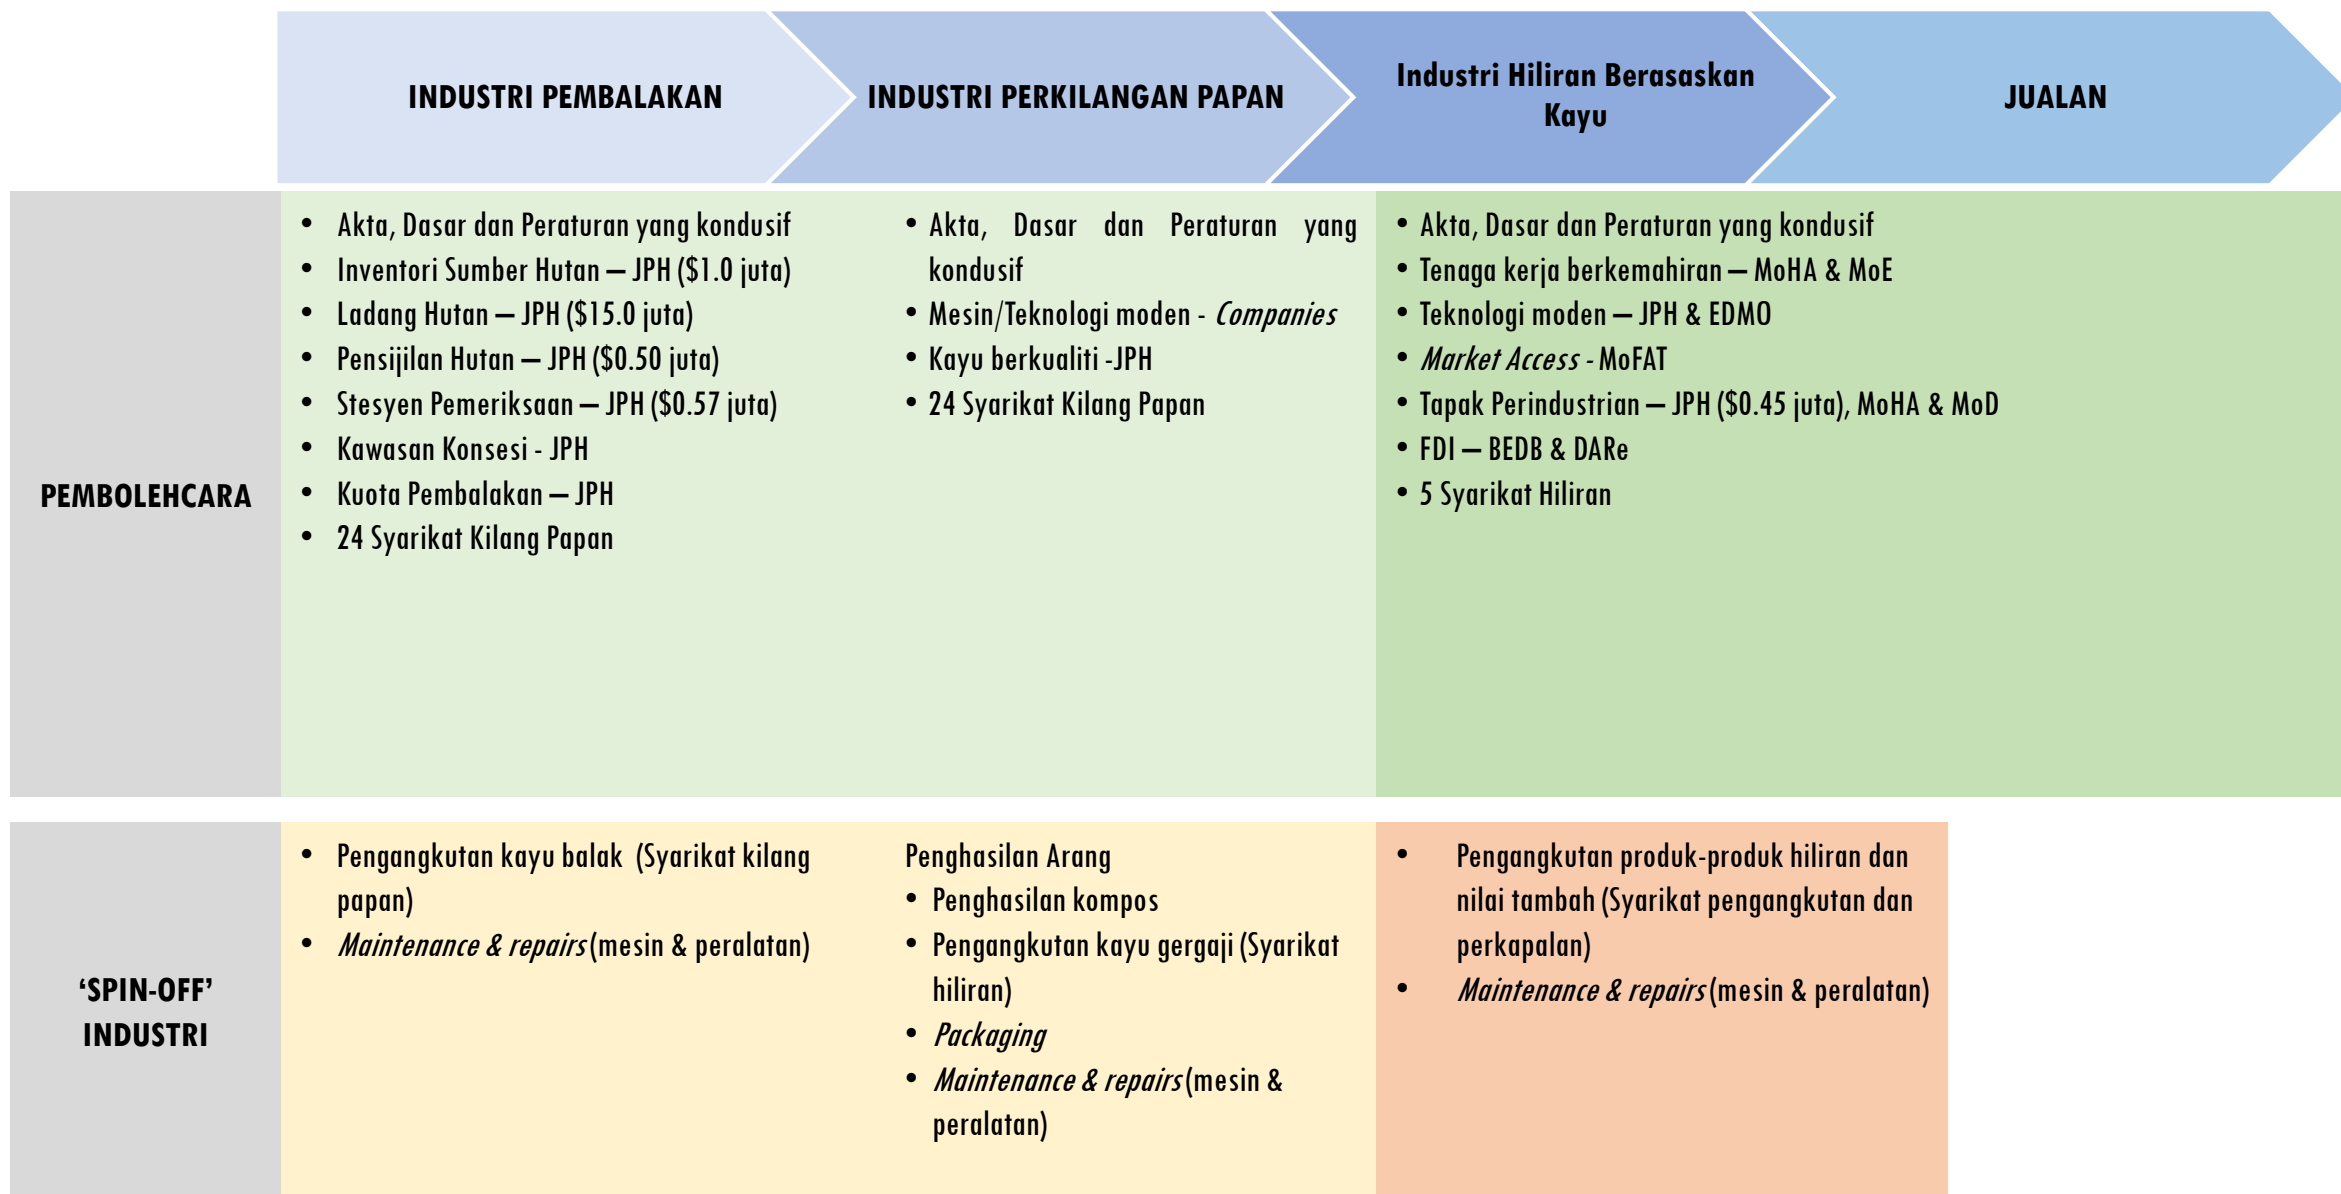 INDUSTRI PEMBALAKAN
INDUSTRI PERKILANGAN PAPAN
Industri Hiliran Berasaskan
Kayu
JUALAN
PEMBOLEHCARA
• Akta, Dasar dan Peraturan yang kondusif
• Inventori Sumber Hutan – JPH ($1.0 juta)
• Ladang Hutan – JPH ($15.0 juta)
• Pensijilan Hutan – JPH ($0.50 juta)
• Stesyen Pemeriksaan – JPH ($0.57 juta)
• Kawasan Konsesi - JPH
• Kuota Pembalakan – JPH
• 24 Syarikat Kilang Papan
• Akta, Dasar dan Peraturan yang
kondusif
• Mesin/Teknologi moden - Companies
• Kayu berkualiti -JPH
• 24 Syarikat Kilang Papan
• Akta, Dasar dan Peraturan yang kondusif
• Tenaga kerja berkemahiran – MoHA & MoE
• Teknologi moden – JPH & EDMO
• Market Access - MoFAT
• Tapak Perindustrian – JPH ($0.45 juta), MoHA & MoD
• FDI – BEDB & DARe
• 5 Syarikat Hiliran
‘SPIN-OFF’
INDUSTRI
• Pengangkutan kayu balak (Syarikat kilang
papan)
• Maintenance & repairs (mesin & peralatan)
Penghasilan Arang
• Penghasilan kompos
• Pengangkutan kayu gergaji (Syarikat
hiliran)
• Packaging
• Maintenance & repairs (mesin &
peralatan)
• Pengangkutan produk-produk hiliran dan
nilai tambah (Syarikat pengangkutan dan
perkapalan)
• Maintenance & repairs (mesin & peralatan)